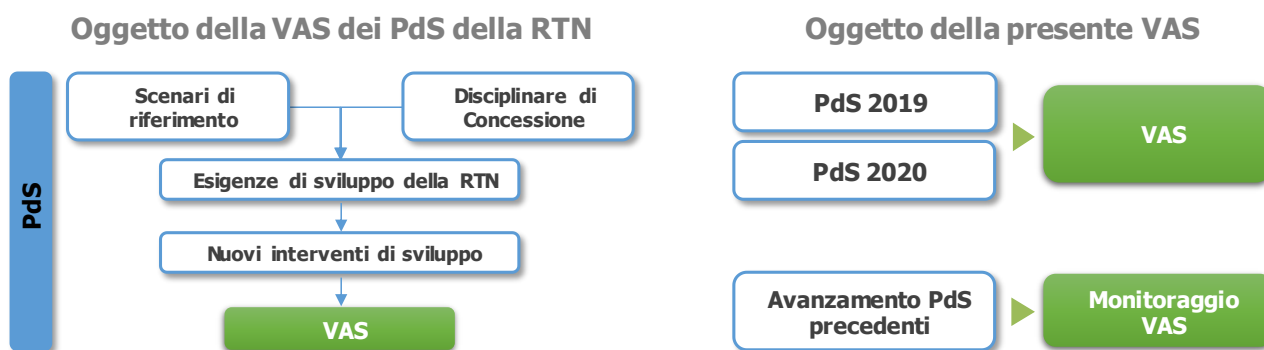 Oggetto della VAS dei PdS della RTN
PdS
Scenari di
riferimento
Disciplinare di
Concessione
Esigenze di sviluppo della RTN
Nuovi interventi di sviluppo
VAS
Oggetto della presente VAS
PdS 2019
PdS 2020
VAS
Avanzamento PdS
precedenti
Monitoraggio
VAS